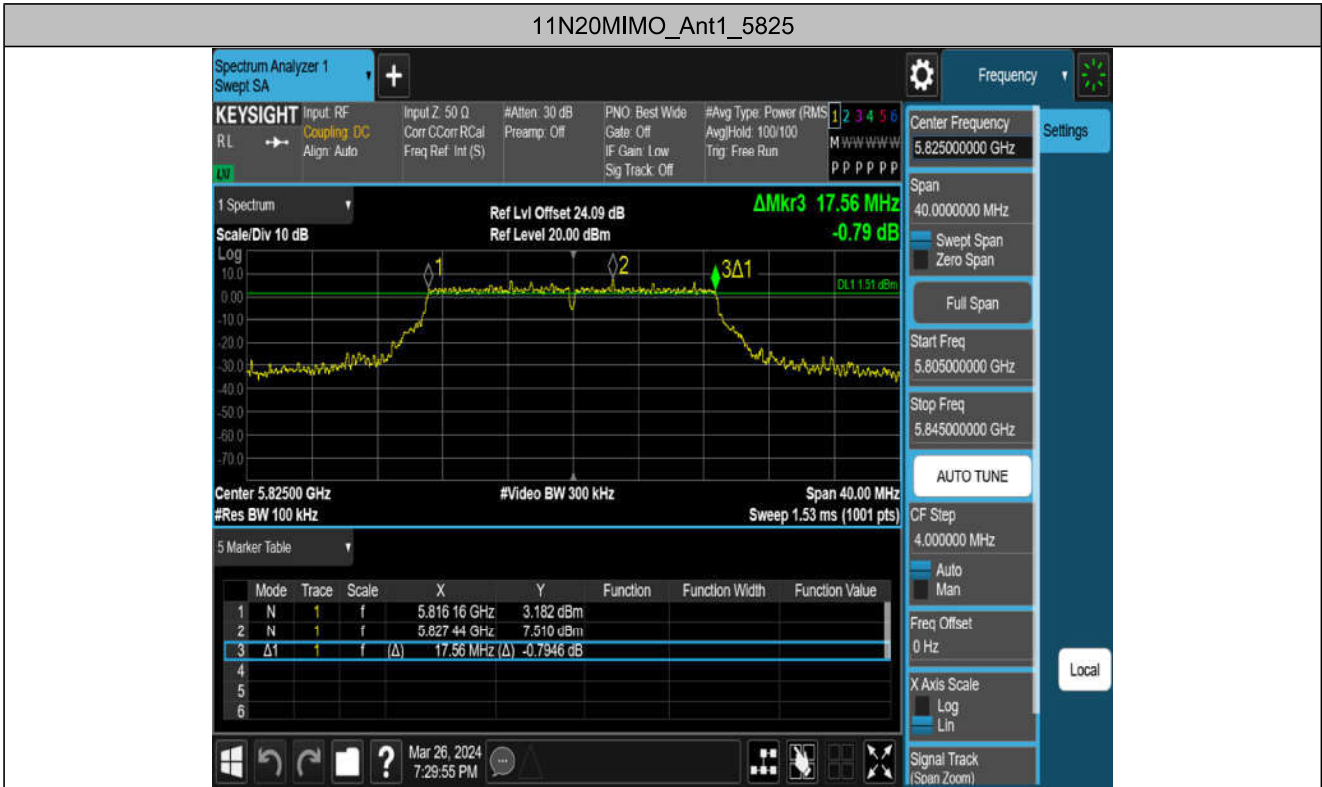 11N20MIMO_Ant1_5825
Spectrum Analyzer 1
Swept SA
+
Frequency
KEYSIGHT
RL
Input: RF
Coupling: DC
Align: Auto
Input Z: 50 Ω
Corr CCorr RCal
Freq Ref: Int (S)
#Atten: 30 dB
Preamp: Off
PNO: Best Wide
Gate: Off
IF Gain: Low
Sig Track: Off
#Avg Type: Power (RMS
Avg|Hold: 100/100
Trig: Free Run
1 2 3 4 5 6
M W W W W W
P P P P P P
1 Spectrum
Scale/Div 10 dB
Ref Lvl Offset 24.09 dB
Ref Level 20.00 dBm
ΔMkr3 17.56 MHz
-0.79 dB
Log
10.0
0.00
-10.0
-20.0
-30.0
-40.0
-50.0
-60.0
-70.0
1
2
3Δ1
DL1 1.51 dBm
Center 5.82500 GHz
#Res BW 100 kHz
#Video BW 300 kHz
Span 40.00 MHz
Sweep 1.53 ms (1001 pts)
5 Marker Table
Mode Trace Scale X Y Function Function Width Function Value
1 N 1 f 5.816 16 GHz 3.182 dBm
2 N 1 f 5.827 44 GHz 7.510 dBm
3 Δ1 1 f (Δ) 17.56 MHz (Δ) -0.7946 dB
4
5
6
Mar 26, 2024
7:29:55 PM
?
Center Frequency
5.825000000 GHz
Settings
Span
40.0000000 MHz
Swept Span
Zero Span
Full Span
Start Freq
5.805000000 GHz
Stop Freq
5.845000000 GHz
AUTO TUNE
CF Step
4.000000 MHz
Auto
Man
Freq Offset
0 Hz
Local
X Axis Scale
Log
Lin
Signal Track
(Span Zoom)